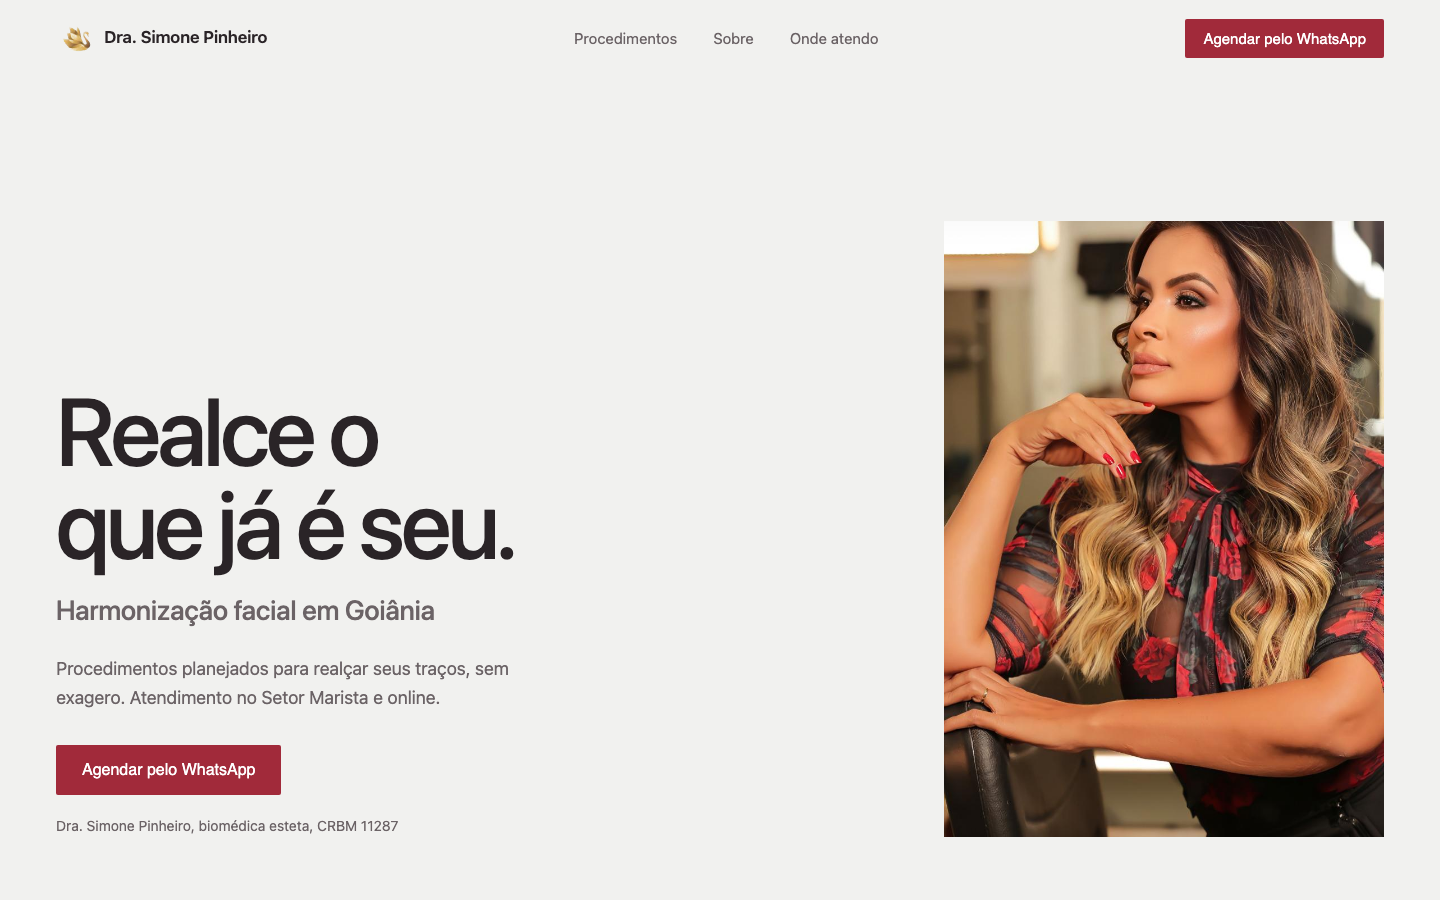 Dra. Simone Pinheiro
Procedimentos
Sobre
Onde atendo
Agendar pelo WhatsApp
Realce o
que já é seu.
Harmonização facial em Goiânia
Procedimentos planejados para realçar seus traços, sem
exagero. Atendimento no Setor Marista e online.
Agendar pelo WhatsApp
Dra. Simone Pinheiro, biomédica esteta, CRBM 11287